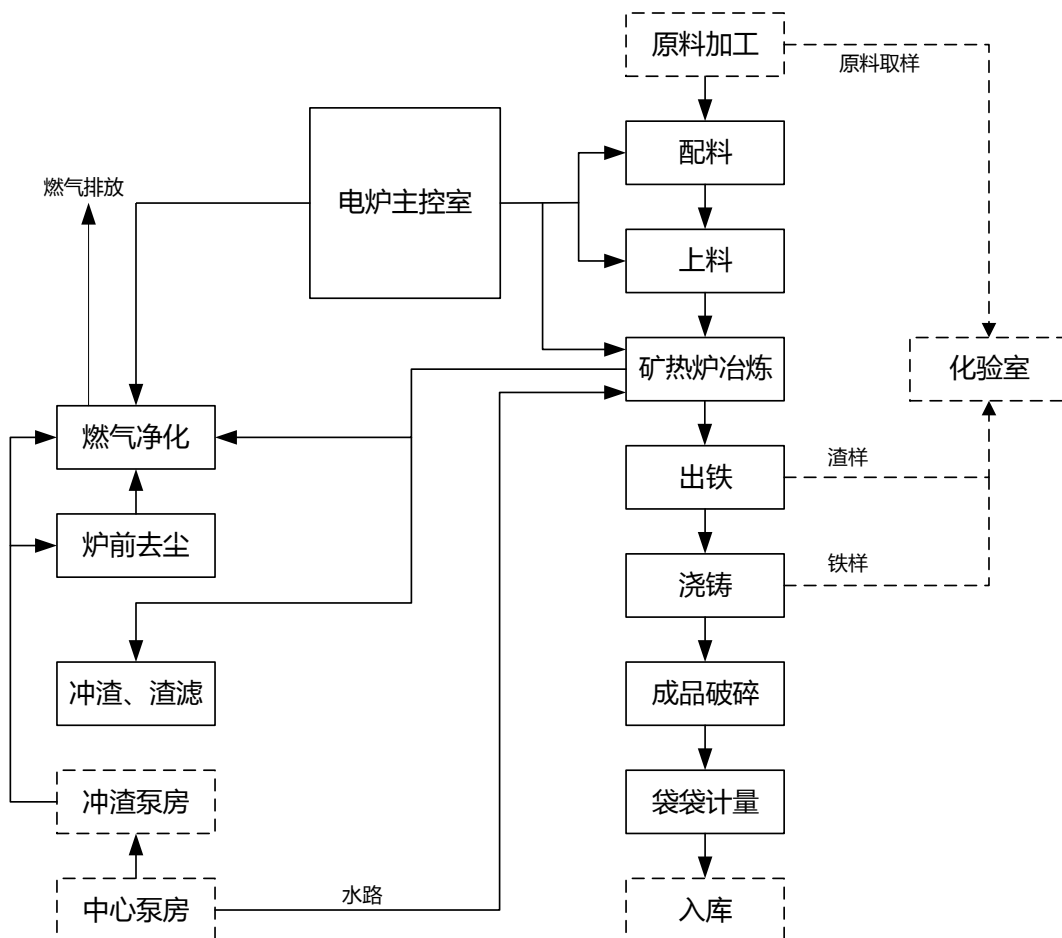 原料加工
原料取样
配料
燃气排放
电炉主控室
上料
矿热炉冶炼
化验室
燃气净化
渣样
出铁
炉前去尘
铁样
浇铸
冲渣、渣滤
成品破碎
冲渣泵房
袋袋计量
水路
中心泵房
入库